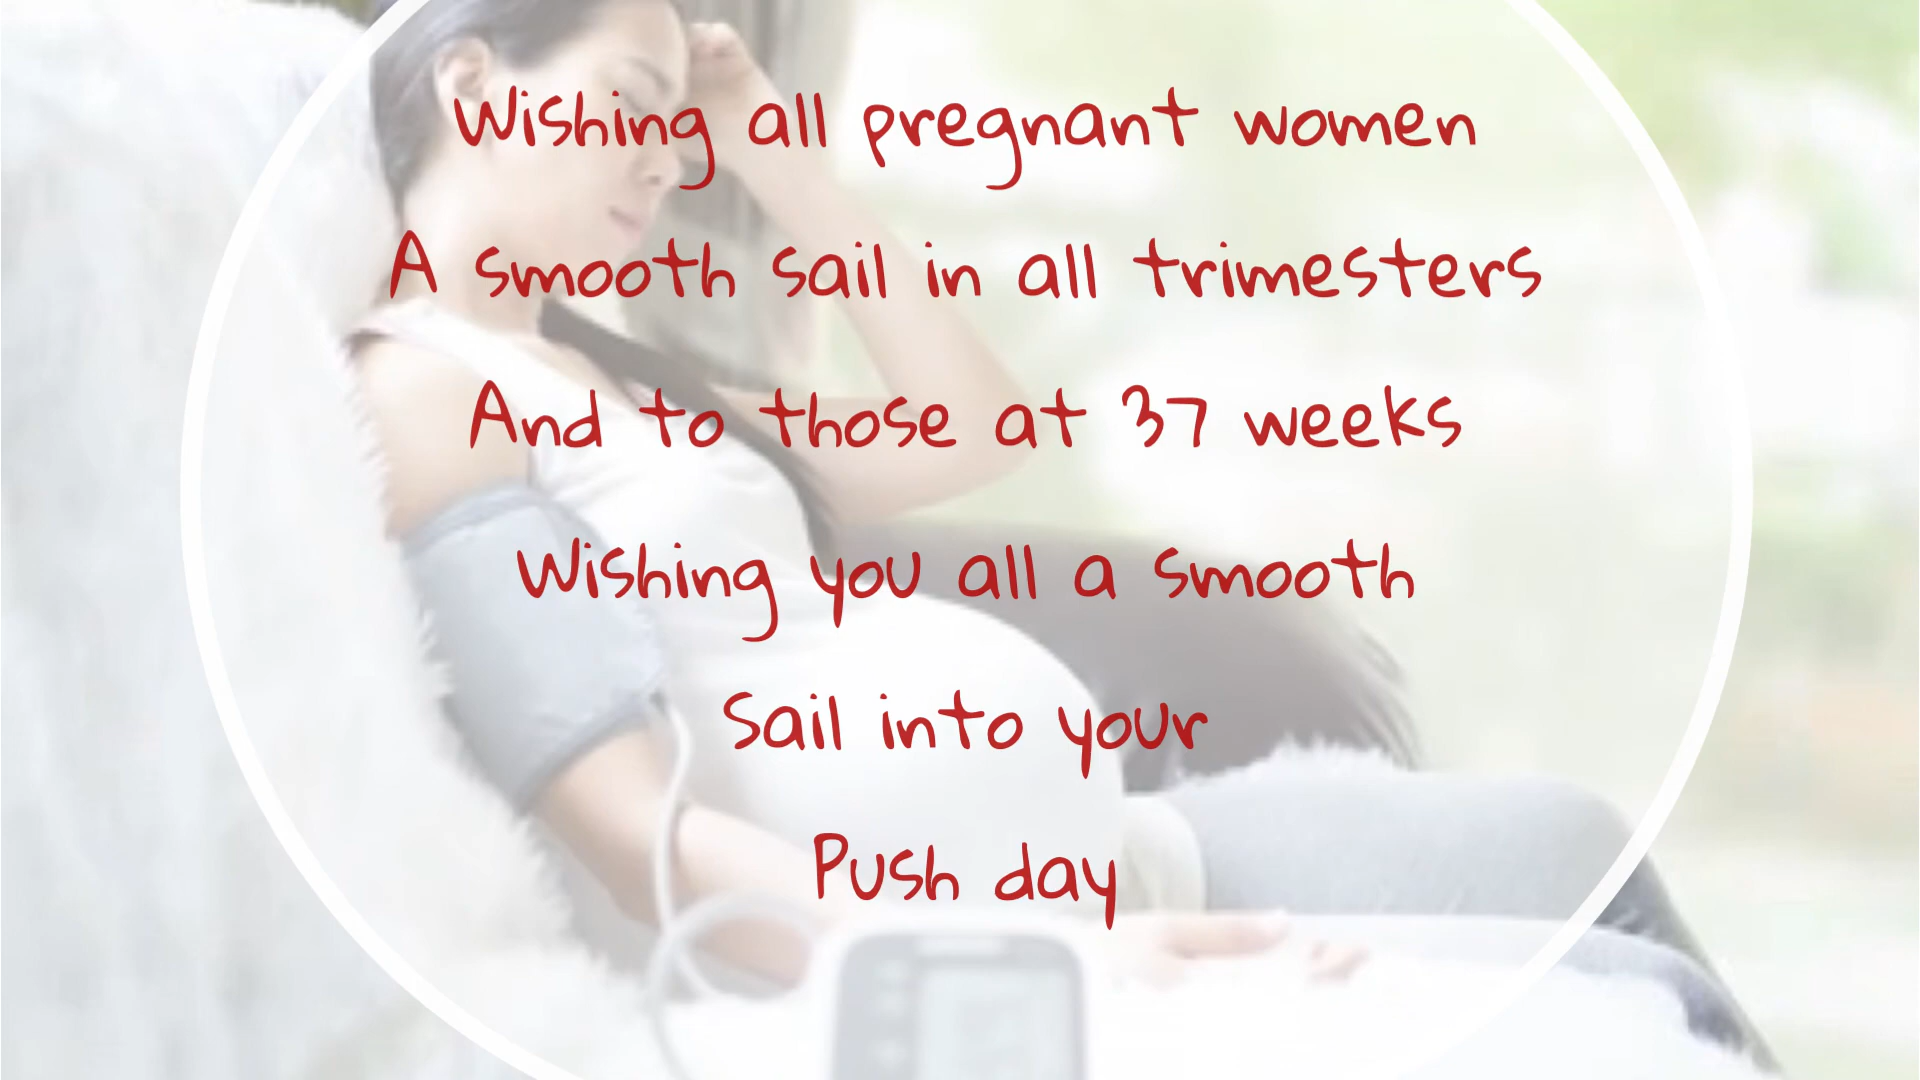 Wishing all pregnant women
A smooth sail in all trimesters
And to those at 37 weeks
Wishing you all a smooth
Sail into your
Push day